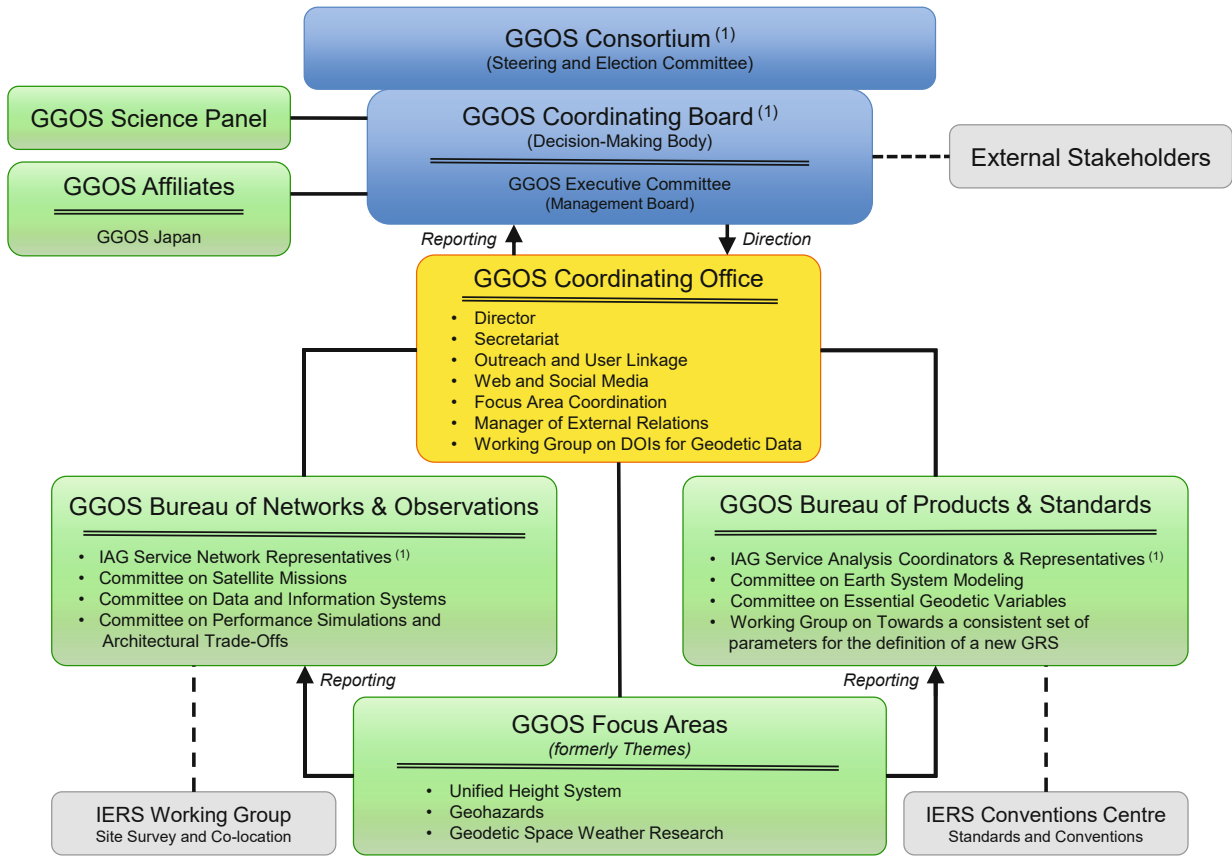 GGOS Consortium (1)
(Steering and Election Committee)
GGOS Science Panel
GGOS Coordinating Board (1)
(Decision-Making Body)
GGOS Executive Committee
(Management Board)
External Stakeholders
GGOS Affiliates
GGOS Japan
Reporting
Direction
GGOS Coordinating Office
• Director
• Secretariat
• Outreach and User Linkage
• Web and Social Media
• Focus Area Coordination
• Manager of External Relations
• Working Group on DOIs for Geodetic Data
GGOS Bureau of Networks & Observations
• IAG Service Network Representatives (1)
• Committee on Satellite Missions
• Committee on Data and Information Systems
• Committee on Performance Simulations and
Architectural Trade-Offs
GGOS Bureau of Products & Standards
• IAG Service Analysis Coordinators & Representatives (1)
• Committee on Earth System Modeling
• Committee on Essential Geodetic Variables
• Working Group on Towards a consistent set of
parameters for the definition of a new GRS
Reporting
Reporting
GGOS Focus Areas
(formerly Themes)
• Unified Height System
• Geohazards
• Geodetic Space Weather Research
IERS Working Group
Site Survey and Co-location
IERS Conventions Centre
Standards and Conventions